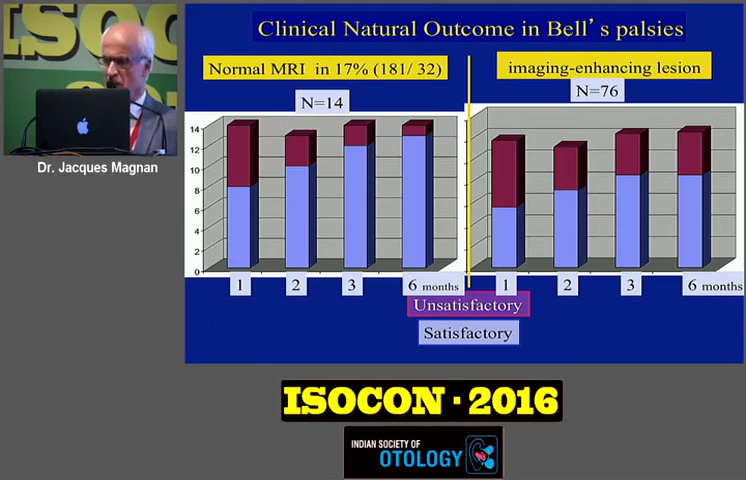 ISOCO
Dr. Jacques Magnan
Clinical Natural Outcome in Bell's palsies
Normal MRI in 17% (181/ 32)
imaging-enhancing lesion
N=14
N=76
14
12
10
8
6
4
2
0
1 2 3 6 months
1 2 3 6 months
Unsatisfactory
Satisfactory
ISOCON · 2016
INDIAN SOCIETY OF
OTOLOGY